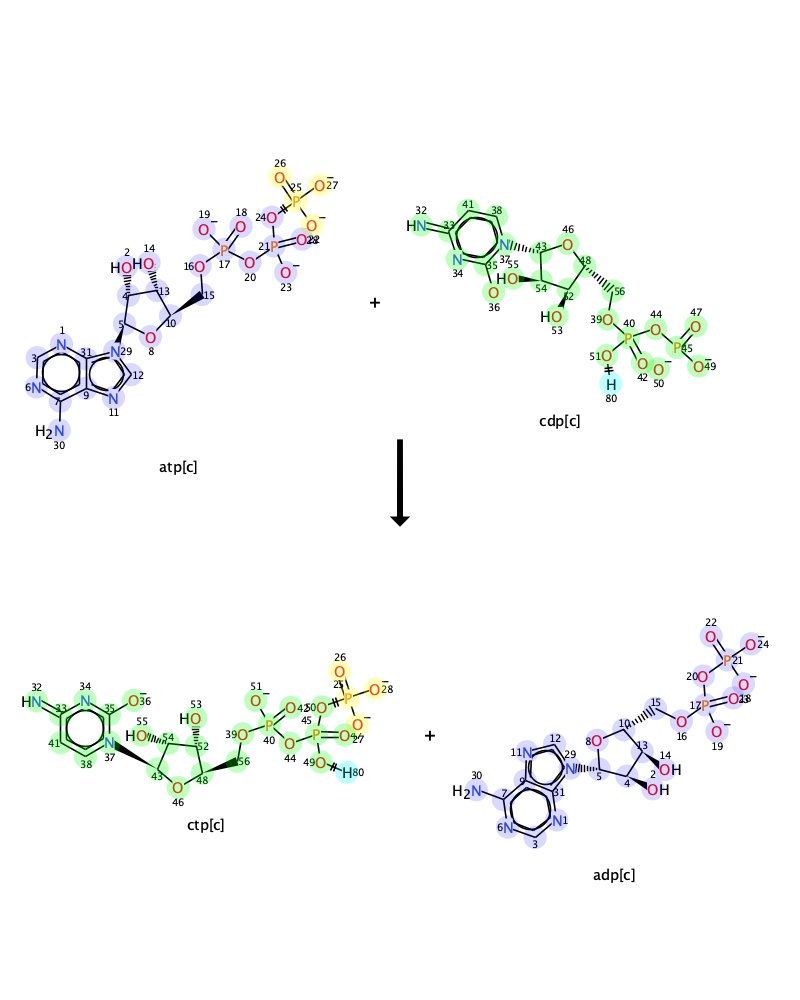 26
25
O
P
O⁻
27
19
18
24
O⁻
O
O
O⁻
2
14
17
21
O
28
HO
HO
16
O
P
O
P
22
4
13
20
O⁻
23
15
1
5
10
N
31
N
29
O
8
3
12
6
N
9
N
11
7
H₂N
30
atp[c]
+
32
41
38
46
HN
33
N
37
43
O
48
34
N
35
55
HO
54
52
56
O
36
HO
53
39
O
40
44
47
P
O
O
51
O
P
45
O
42
O⁻
50
O⁻
49
H
80
cdp[c]
26
O
25
P
O⁻
28
O⁻
27
32
34
36
53
51
42
50
HN
33
N
35
O⁻
HO
O⁻
O
O
55
HO
54
39
O
P
45
P
O
47
41
N
37
52
40
O
44
38
43
56
O
49
H
80
O
46
48
ctp[c]
+
22
O
O⁻
24
P
21
20
O
O⁻
15
17
P
O
23
18
12
10
O
16
O⁻
19
11
N
O
8
13
14
29
N
OH
30
9
5
4
2
H₂N
7
31
OH
6
N
N
1
3
adp[c]